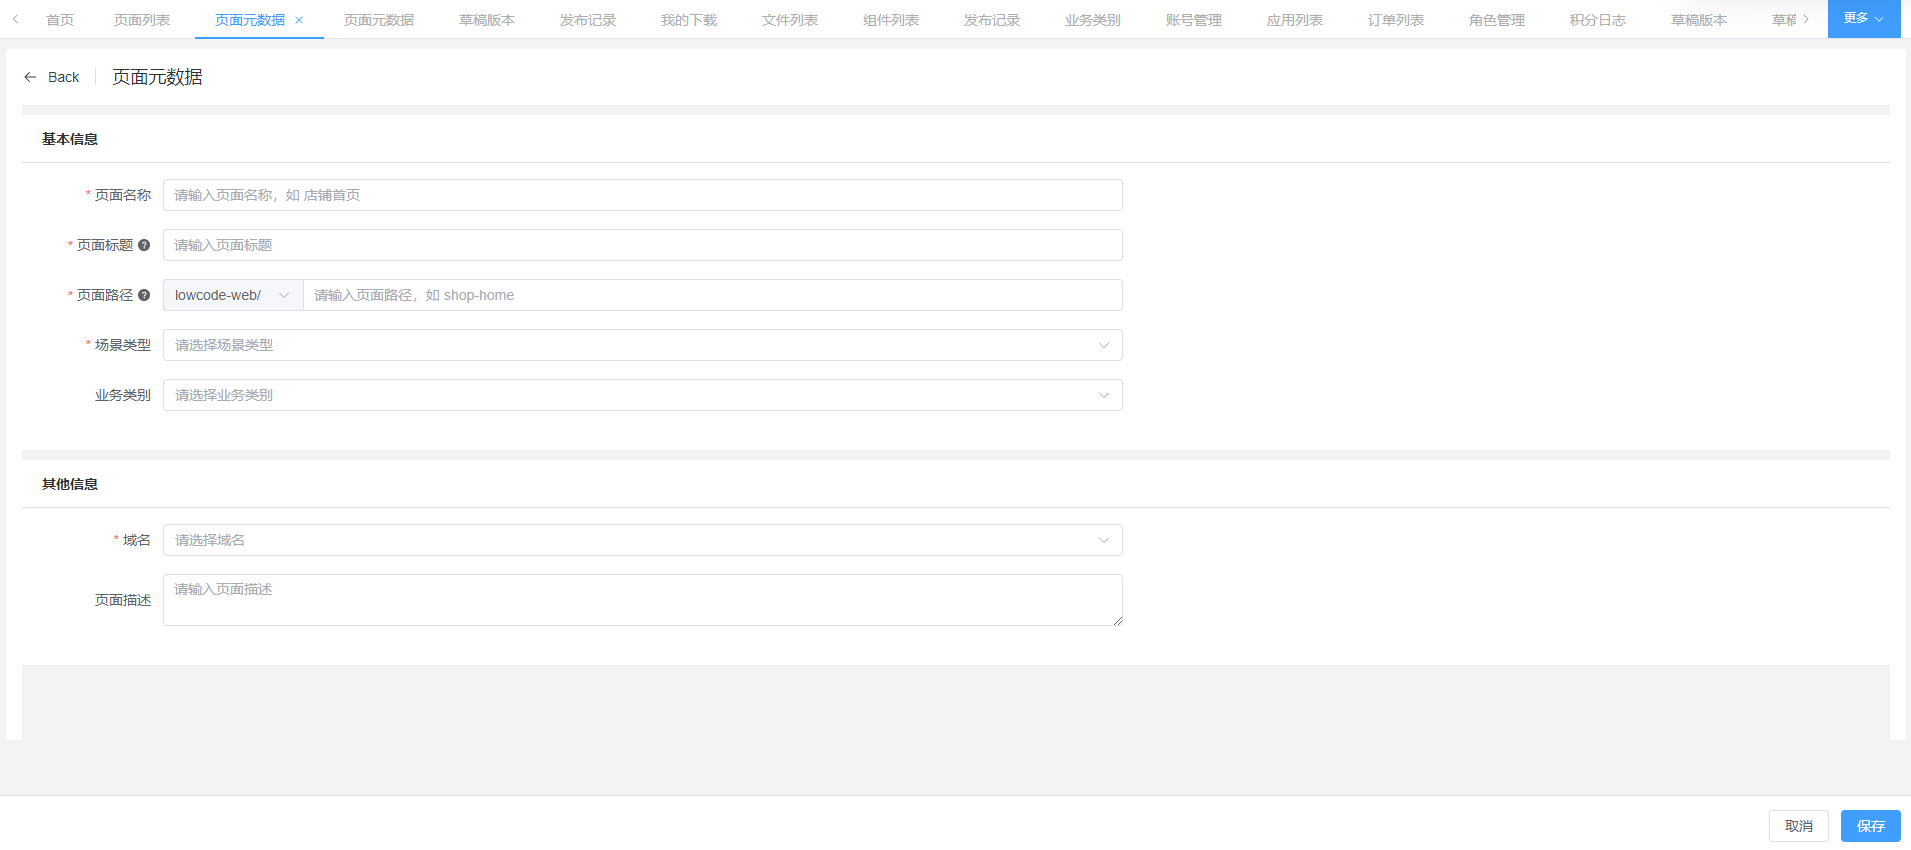 首页 页面列表 页面元数据 页面元数据 草稿版本 发布记录 我的下载 文件列表 组件列表 发布记录 业务类别 账号管理 应用列表 订单列表 角色管理 积分日志 草稿版本 草稿 更多
Back 页面元数据
基本信息
* 页面名称 请输入页面名称，如 店铺首页
* 页面标题 ? 请输入页面标题
* 页面路径 ? lowcode-web/ 请输入页面路径，如 shop-home
* 场景类型 请选择场景类型
业务类别 请选择业务类别
其他信息
* 域名 请选择域名
页面描述 请输入页面描述
取消 保存